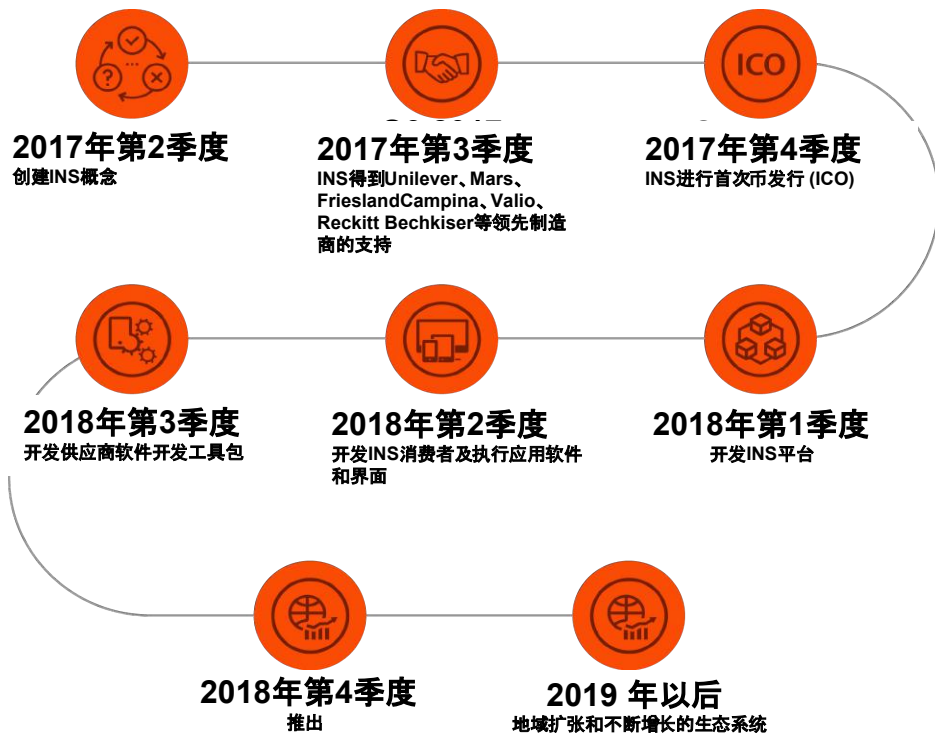 ICO
2017年第2季度
创建INS概念
2017年第3季度
INS得到Unilever、Mars、
FrieslandCampina、Valio、
Reckitt Bechkiser等领先制造
商的支持
2017年第4季度
INS进行首次币发行 (ICO)
2018年第3季度
开发供应商软件开发工具包
2018年第2季度
开发INS消费者及执行应用软件
和界面
2018年第1季度
开发INS平台
2018年第4季度
推出
2019 年以后
地域扩张和不断增长的生态系统